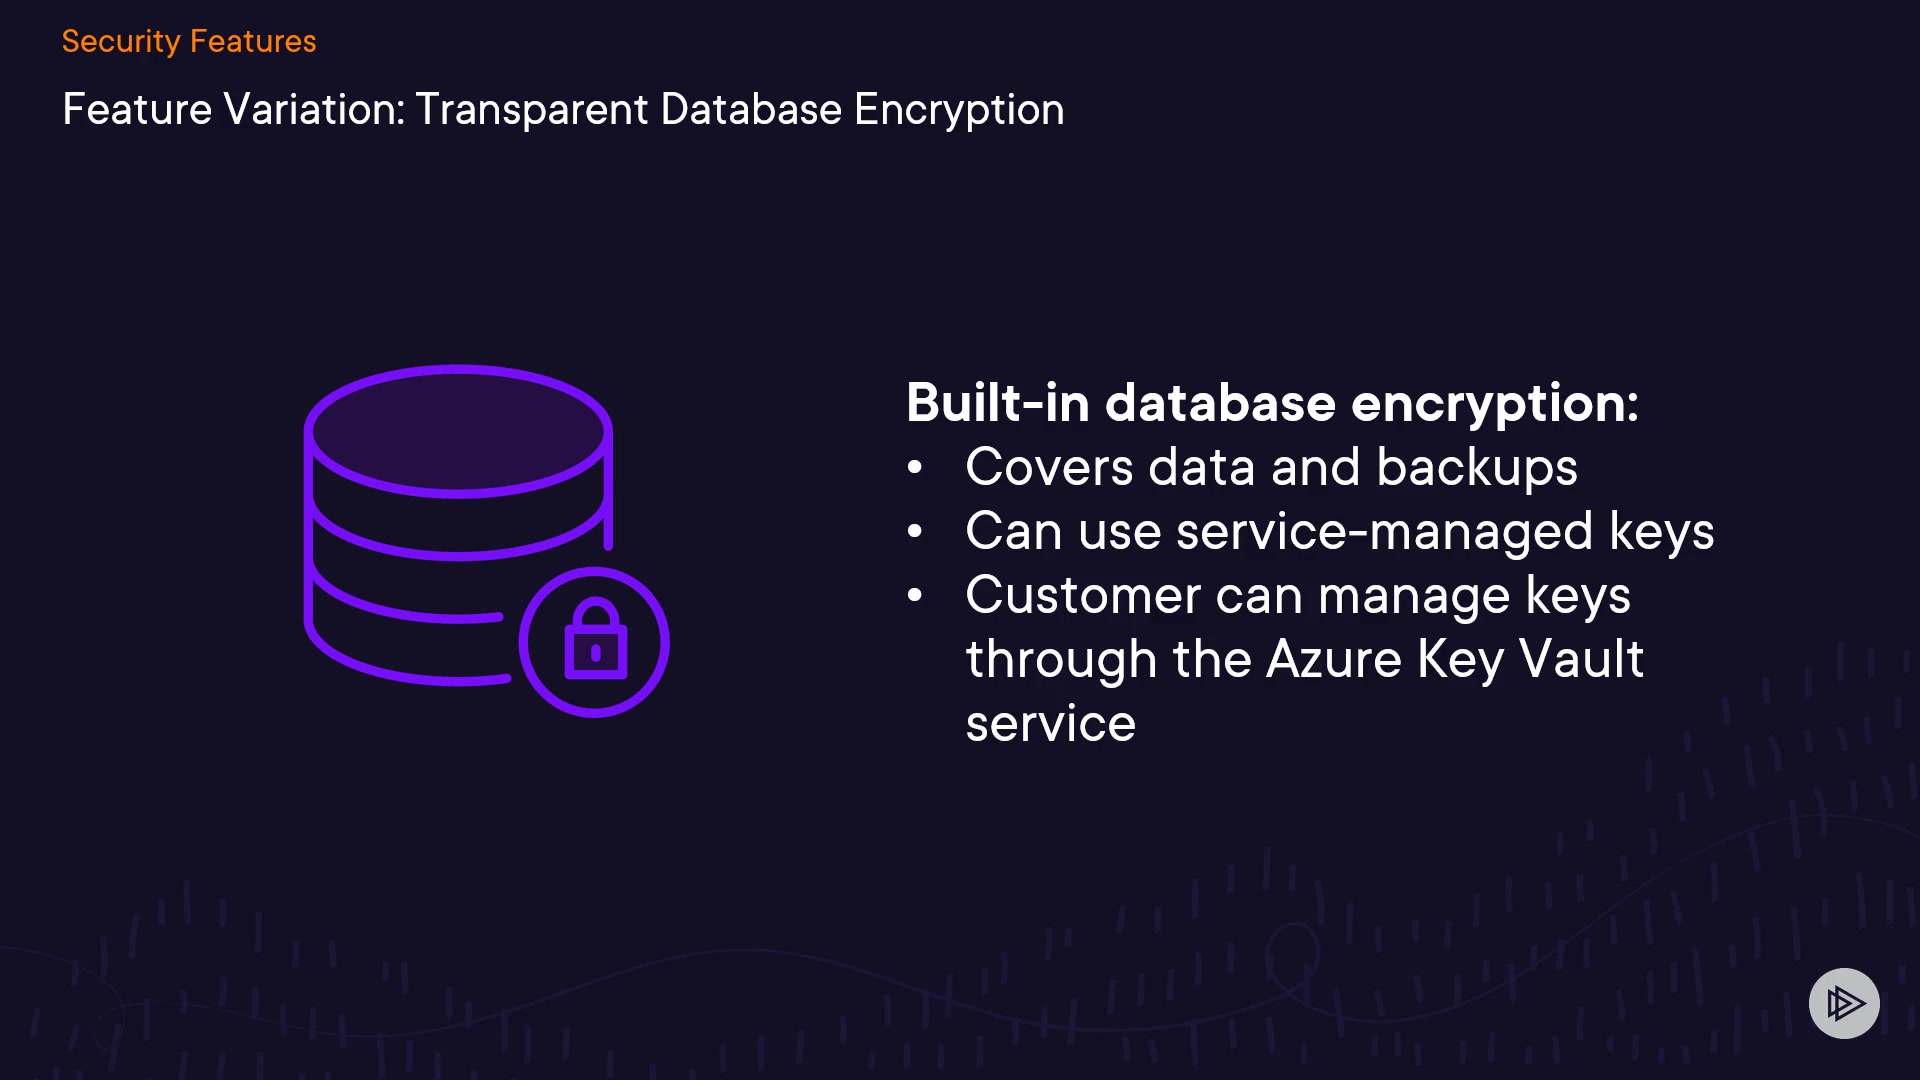 Security Features
Feature Variation: Transparent Database Encryption
Built-in database encryption:
• Covers data and backups
• Can use service-managed keys
• Customer can manage keys
through the Azure Key Vault
service